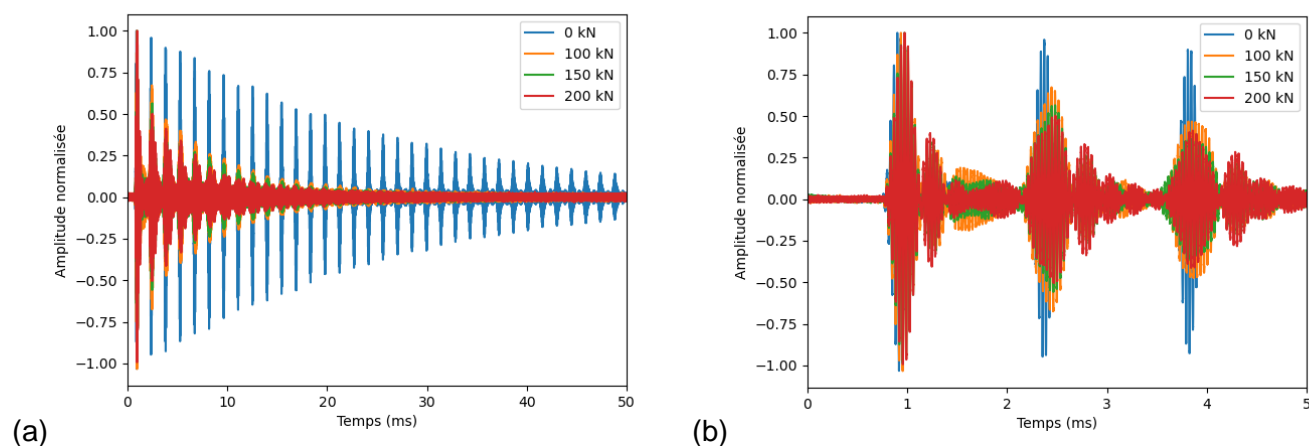 1.00
0.75
0.50
0.25
0.00
−0.25
−0.50
−0.75
−1.00
Amplitude normalisée
0 kN
100 kN
150 kN
200 kN
0 10 20 30 40 50
Temps (ms)
(a)
1.00
0.75
0.50
0.25
0.00
−0.25
−0.50
−0.75
−1.00
Amplitude normalisée
0 kN
100 kN
150 kN
200 kN
0 1 2 3 4 5
Temps (ms)
(b)